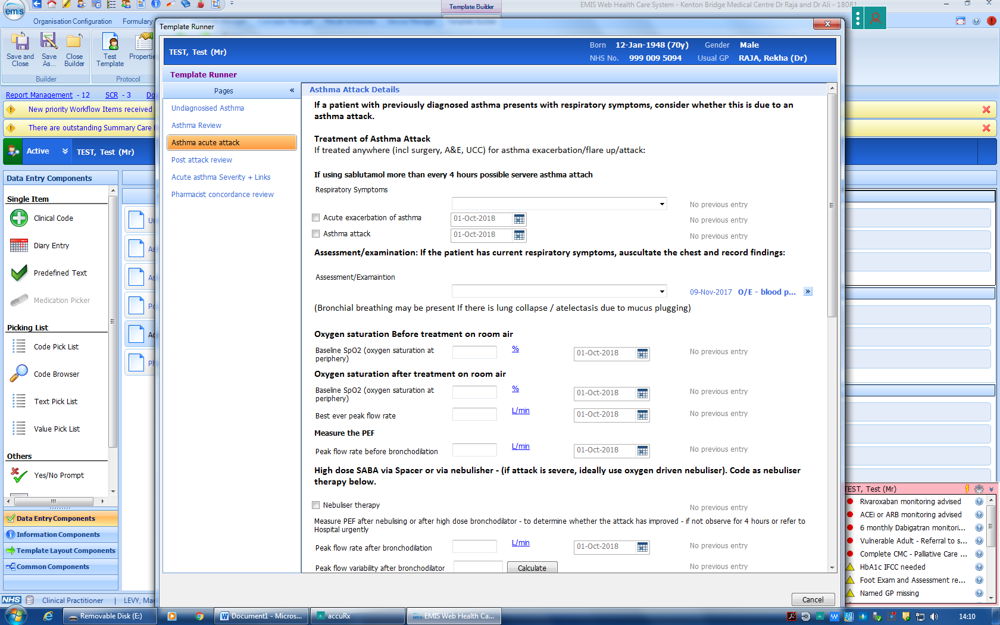 emis
Template Builder
EMIS Web Health Care System - Kenton Bridge Medical Centre Dr Raja and Dr Ali - 18081
Organisation Configuration
Formulary
Template Runner
Save and Close
Save As...
Close Builder
Test Template
Builder
Protocol
Report Management - 12
SCR - 3
New priority Workflow Items received
There are outstanding Summary Care
Active
TEST, Test (Mr)
Data Entry Components
Single Item
Clinical Code
Diary Entry
Predefined Text
Medication Picker
Picking List
Code Pick List
Code Browser
Text Pick List
Value Pick List
Others
Yes/No Prompt
Data Entry Components
Information Components
Template Layout Components
Common Components
TEST, Test (Mr)
Born 12-Jan-1948 (70y) Gender Male
NHS No. 999 009 5094 Usual GP RAJA, Rekha (Dr)
Template Runner
Pages «
Undiagnosised Asthma
Asthma Review
Asthma acute attack
Post attack review
Acute asthma Severity + Links
Pharmacist concordance review
Asthma Attack Details
If a patient with previously diagnosed asthma presents with respiratory symptoms, consider whether this is due to an
asthma attack.
Treatment of Asthma Attack
If treated anywhere (incl surgery, A&E, UCC) for asthma exacerbation/flare up/attack:
If using sablutamol more than every 4 hours possible servere asthma attach
Respiratory Symptoms
No previous entry
Acute exacerbation of asthma 01-Oct-2018 No previous entry
Asthma attack 01-Oct-2018 No previous entry
Assessment/examination: If the patient has current respiratory symptoms, auscultate the chest and record findings:
Assessment/Examaintion
09-Nov-2017 O/E - blood p... »
(Bronchial breathing may be present If there is lung collapse / atelectasis due to mucus plugging)
Oxygen saturation Before treatment on room air
Baseline SpO2 (oxygen saturation at periphery) % 01-Oct-2018 No previous entry
Oxygen saturation after treatment on room air
Baseline SpO2 (oxygen saturation at periphery) % 01-Oct-2018 No previous entry
Best ever peak flow rate L/min 01-Oct-2018 No previous entry
Measure the PEF
Peak flow rate before bronchodilation L/min 01-Oct-2018 No previous entry
High dose SABA via Spacer or via nebulisher - (if attack is severe, ideally use oxygen driven nebuliser). Code as nebuliser
therapy below.
Nebuliser therapy No previous entry
Measure PEF after nebulising or after high dose bronchodilator - to determine whether the attack has improved - if not observe for 4 hours or refer to
Hospital urgently
Peak flow rate after bronchodilation L/min 01-Oct-2018 No previous entry
Peak flow variability after bronchodilator Calculate No previous entry
Cancel
TEST, Test (Mr)
Rivaroxaban monitoring advised
ACEi or ARB monitoring advised
6 monthly Dabigatran monitori...
Vulnerable Adult - Referral to s...
Complete CMC - Palliative Care ...
HbA1c IFCC needed
Foot Exam and Assessment re...
Named GP missing
NHS Clinical Practitioner | LEVY, Mar
Removable Disk (E:)
Document1 - Micros...
accuRx
EMIS Web Health Ca...
14:10